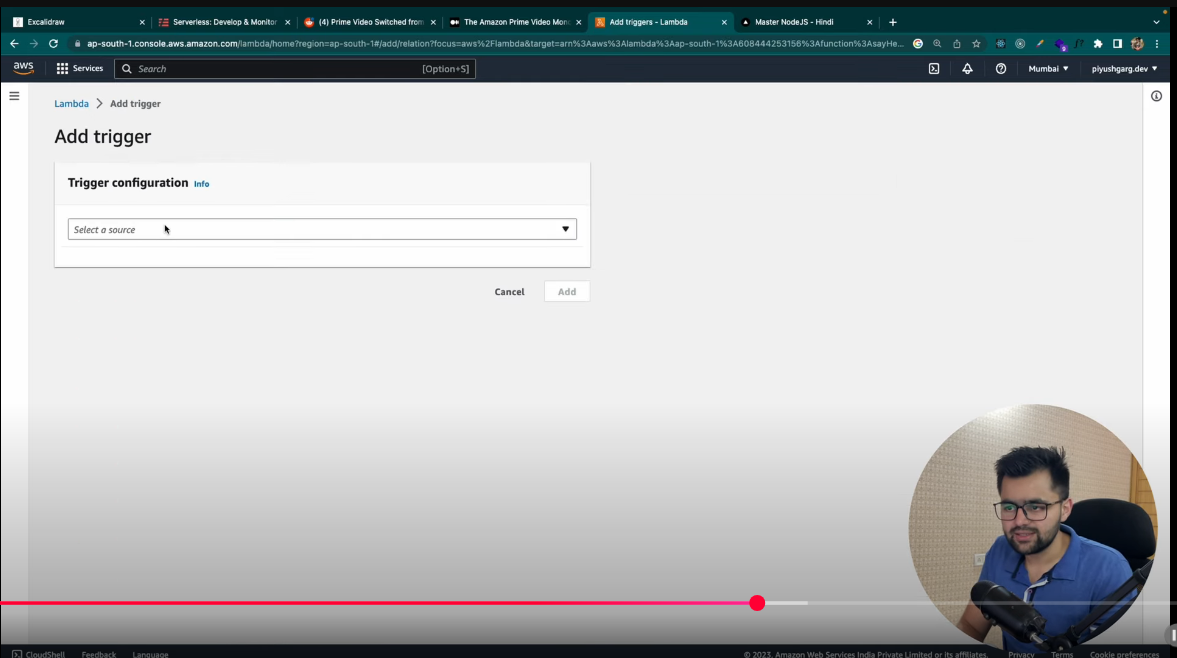 Excalidraw
Serverless: Develop & Monitor
(4) Prime Video Switched from
The Amazon Prime Video Moni
Add triggers - Lambda
Master NodeJS - Hindi
ap-south-1.console.aws.amazon.com/lambda/home?region=ap-south-1#/add/relation?focus=aws%2Flambda&target=arn%3Aaws%3Alambda%3Aap-south-1%3A608444253156%3Afunction%3AsayHe...
aws
Services
Search
[Option+S]
Mumbai
piyushgarg.dev
Lambda > Add trigger
Add trigger
Trigger configuration Info
Select a source
Cancel
Add
CloudShell
Feedback
Language
© 2023, Amazon Web Services India Private Limited or its affiliates.
Privacy
Terms
Cookie preferences